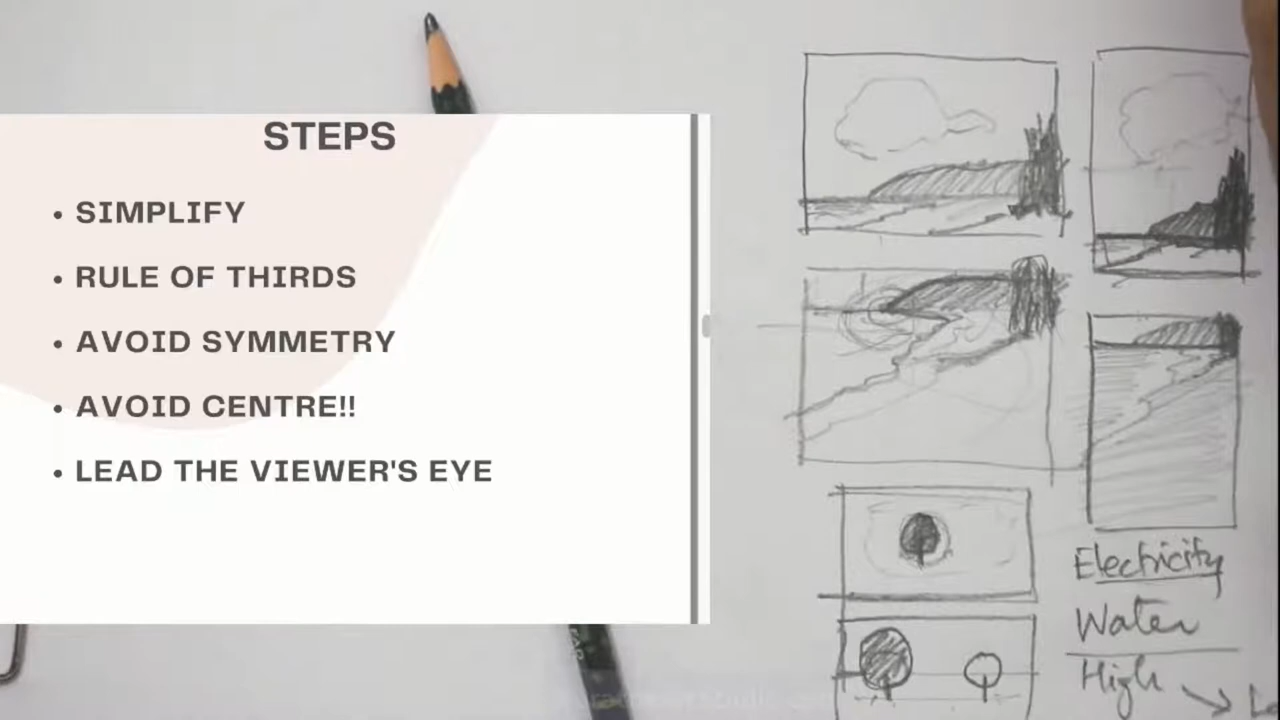 STEPS
• SIMPLIFY
• RULE OF THIRDS
• AVOID SYMMETRY
• AVOID CENTRE!!
• LEAD THE VIEWER'S EYE
Electricity
Water
High →